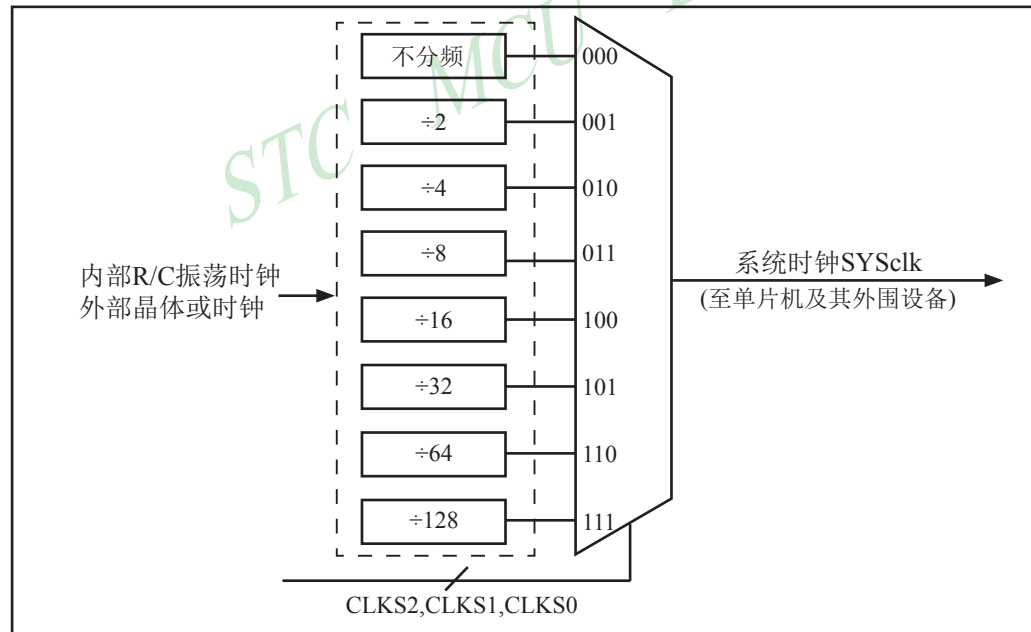 STC MCU
不分频
000
÷2
001
÷4
010
÷8
011
内部R/C振荡时钟
外部晶体或时钟
系统时钟SYSclk
(至单片机及其外围设备)
÷16
100
÷32
101
÷64
110
÷128
111
CLKS2,CLKS1,CLKS0